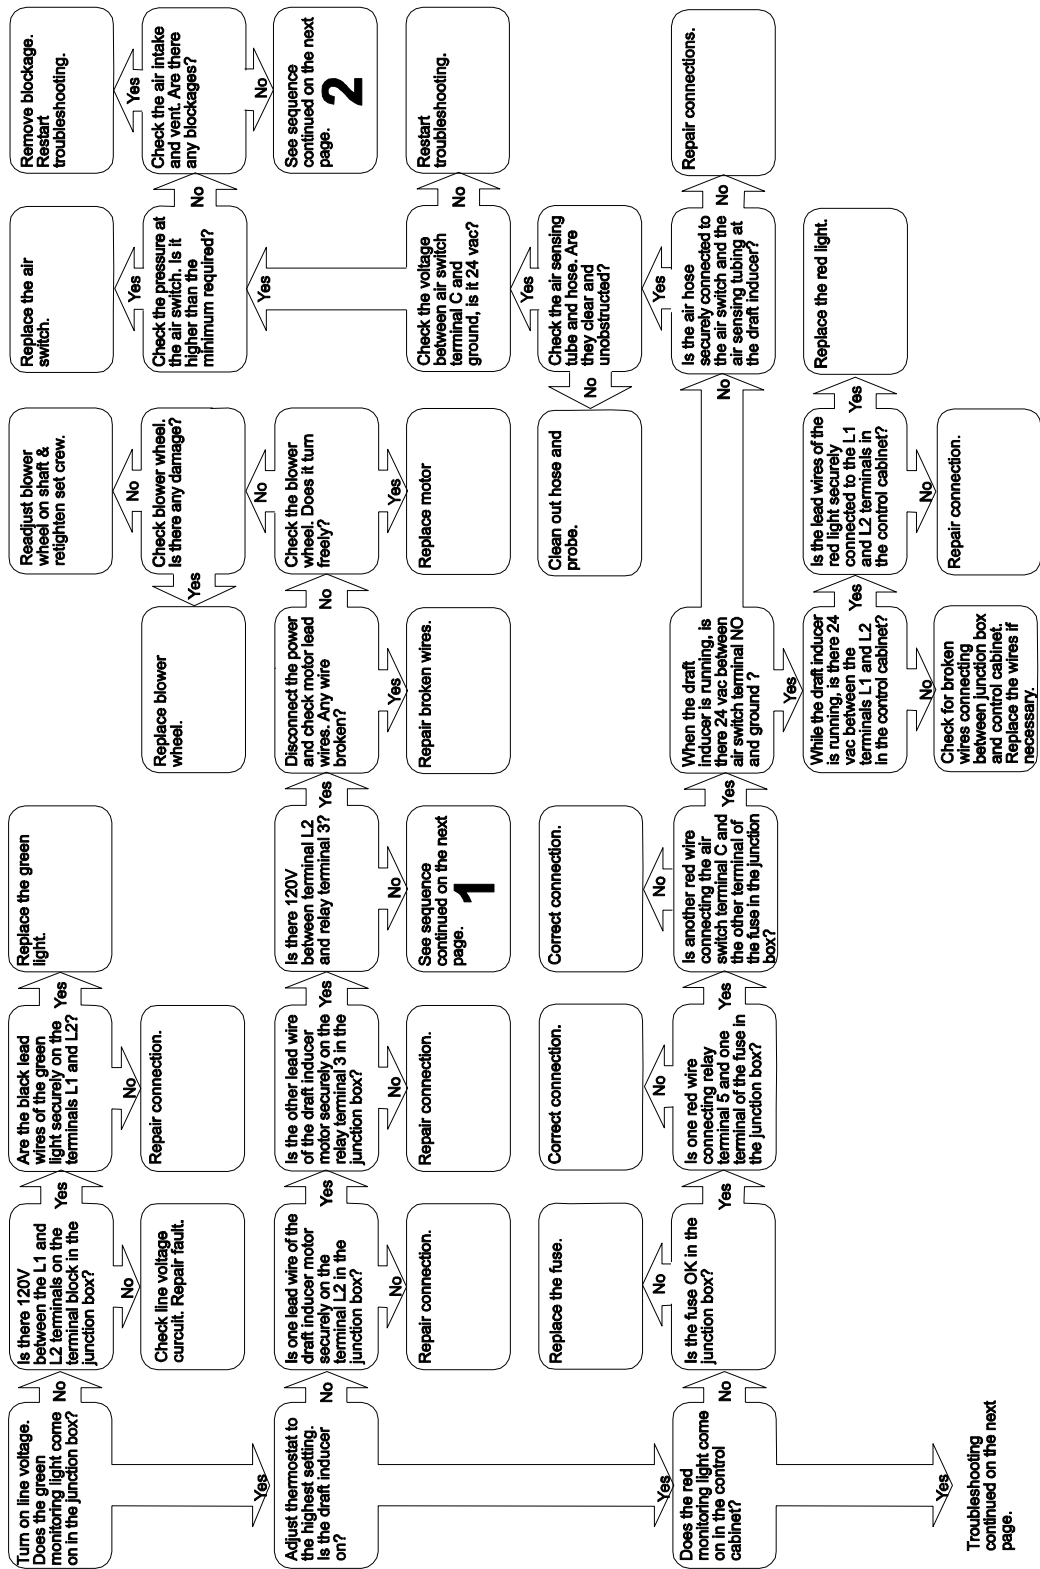 Turn on line voltage.
Does the green
monitoring light come
on in the junction box?
No
Is there 120V
between the L1 and
L2 terminals on the
terminal block in the
junction box?
Yes
Are the black lead
wires of the green
light securely on the
terminals L1 and L2?
Yes
Replace the green
light.
No
Check line voltage
curcuit. Repair fault.
No
Repair connection.
Yes
Adjust thermostat to
the highest setting.
Is the draft inducer
on?
No
Is one lead wire of the
draft inducer motor
securely on the
terminal L2 in the
junction box?
Yes
Is the other lead wire
of the draft inducer
motor securely on the
relay terminal 3 in the
junction box?
Yes
Is there 120V
between terminal L2
and relay terminal 3?
Yes
Disconnect the power
and check motor lead
wires. Any wire
broken?
No
Check the blower
wheel. Does it turn
freely?
No
Check blower wheel.
Is there any damage?
No
Readjust blower
wheel on shaft &
retighten set crew.
Yes
Replace blower
wheel.
No
Repair connection.
No
Repair connection.
No
See sequence
continued on the next
page.
1
Yes
Repair broken wires.
Yes
Replace motor
Yes
Does the red
monitoring light come
on in the control
cabinet?
No
Is the fuse OK in the
junction box?
No
Replace the fuse.
Yes
Is one red wire
connecting relay
terminal 5 and one
terminal of the fuse in
the junction box?
No
Correct connection.
Yes
Is another red wire
connecting the air
switch terminal C and
the other terminal of
the fuse in the junction
box?
No
Correct connection.
Yes
When the draft
inducer is running, is
there 24 vac between
air switch terminal NO
and ground ?
No
Is the air hose
securely connected to
the air switch and the
air sensing tubing at
the draft inducer?
No
Repair connections.
Yes
Check the air sensing
tube and hose. Are
they clear and
unobstructed?
No
Clean out hose and
probe.
Yes
Check the voltage
between air switch
terminal C and
ground, is it 24 vac?
No
Restart
troubleshooting.
Yes
Check the pressure at
the air switch. Is it
higher than the
minimum required?
Yes
Replace the air
switch.
No
Check the air intake
and vent. Are there
any blockages?
Yes
Remove blockage.
Restart
troubleshooting.
No
See sequence
continued on the next
page.
2
Yes
While the draft inducer
is running, is there 24
vac between the
terminals L1 and L2
in the control cabinet?
Yes
Is the lead wires of the
red light securely
connected to the L1
and L2 terminals in
the control cabinet?
Yes
Replace the red light.
No
Check for broken
wires connecting
between junction box
and control cabinet.
Replace the wires if
necessary.
No
Repair connection.
Yes
Troubleshooting
continued on the next
page.